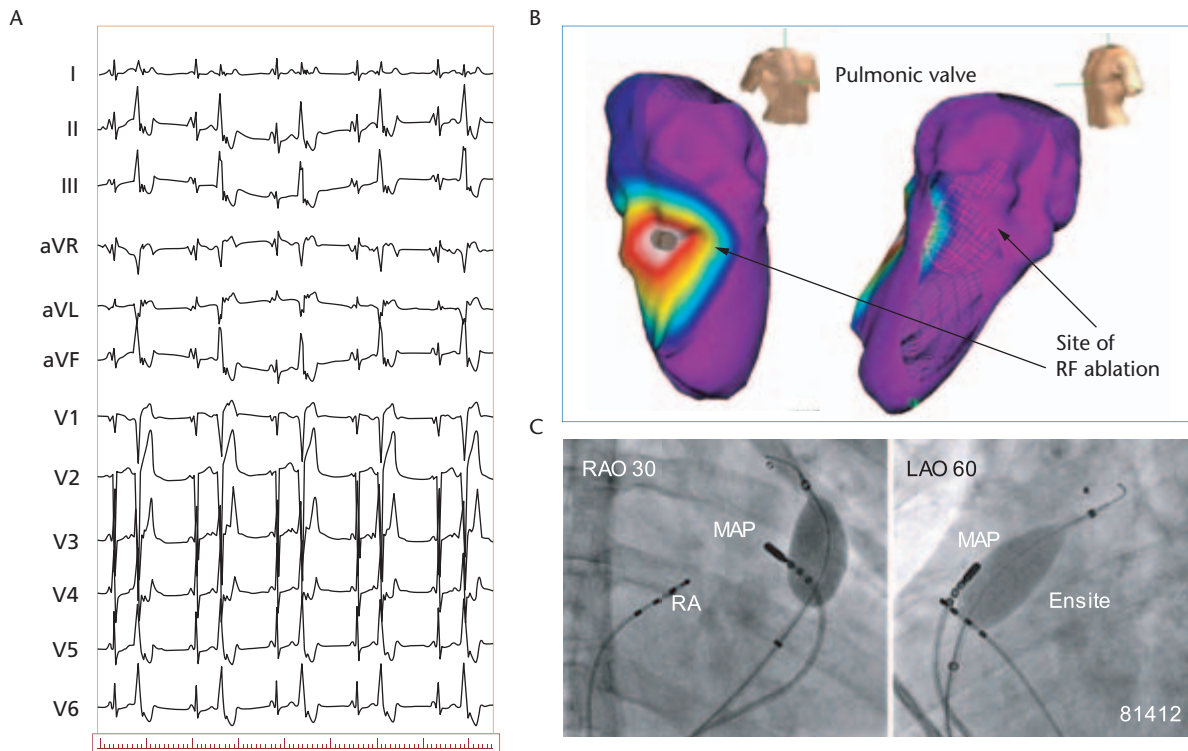 A
I
II
III
aVR
aVL
aVF
V1
V2
V3
V4
V5
V6
B
Pulmonic valve
Site of
RF ablation
C
RAO 30
MAP
RA
LAO 60
MAP
Ensite
81412